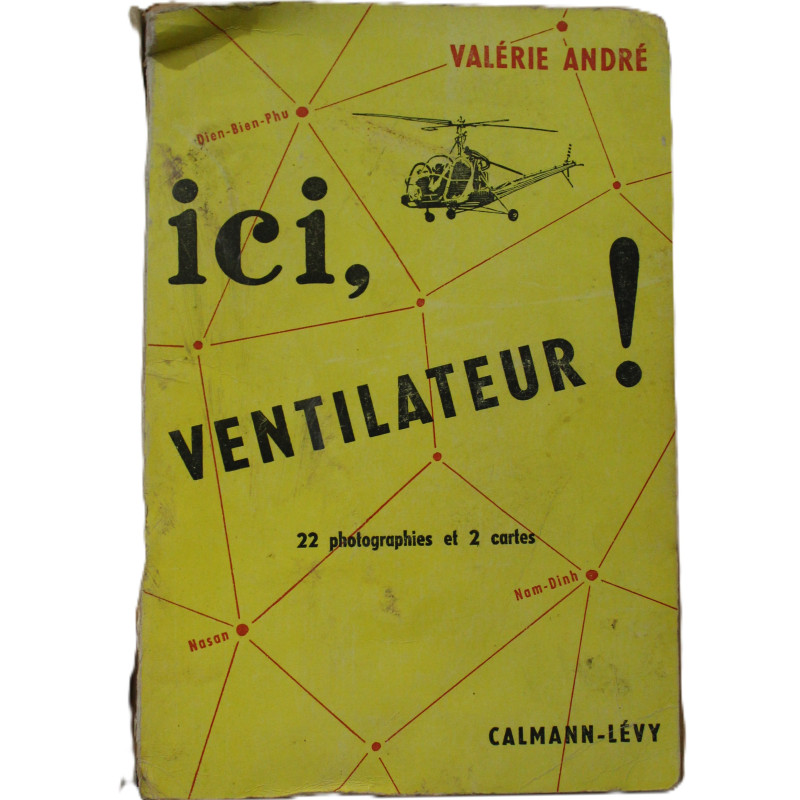 VALÉRIE ANDRÉ
Dien-Bien-Phu
ici,
VENTILATEUR !
22 photographies et 2 cartes
Nam-Dinh
Nasan
CALMANN-LÉVY